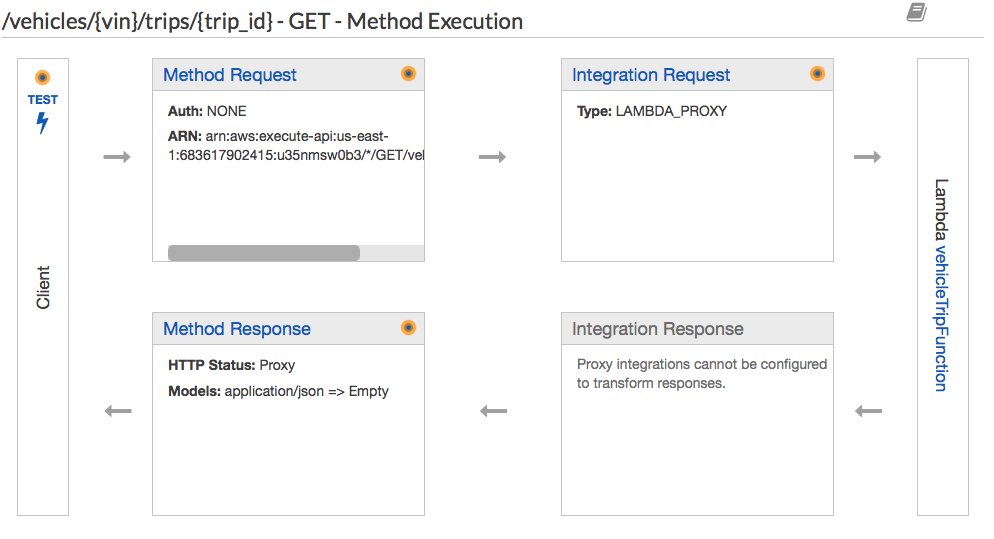 /vehicles/{vin}/trips/{trip_id} - GET - Method Execution
TEST
Client
Method Request
Auth: NONE
ARN: arn:aws:execute-api:us-east-
1:683617902415:u35nmsw0b3/*/GET/vel
Integration Request
Type: LAMBDA_PROXY
Lambda vehicleTripFunction
Method Response
HTTP Status: Proxy
Models: application/json => Empty
Integration Response
Proxy integrations cannot be configured
to transform responses.